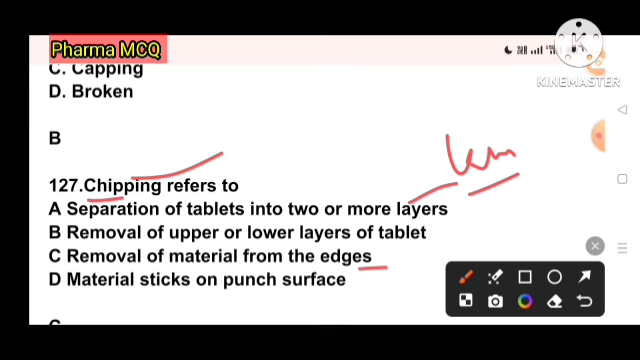 Pharma MCQ
C. Capping
D. Broken
B
127.Chipping refers to
A Separation of tablets into two or more layers
B Removal of upper or lower layers of tablet
C Removal of material from the edges
D Material sticks on punch surface
KINEMASTER